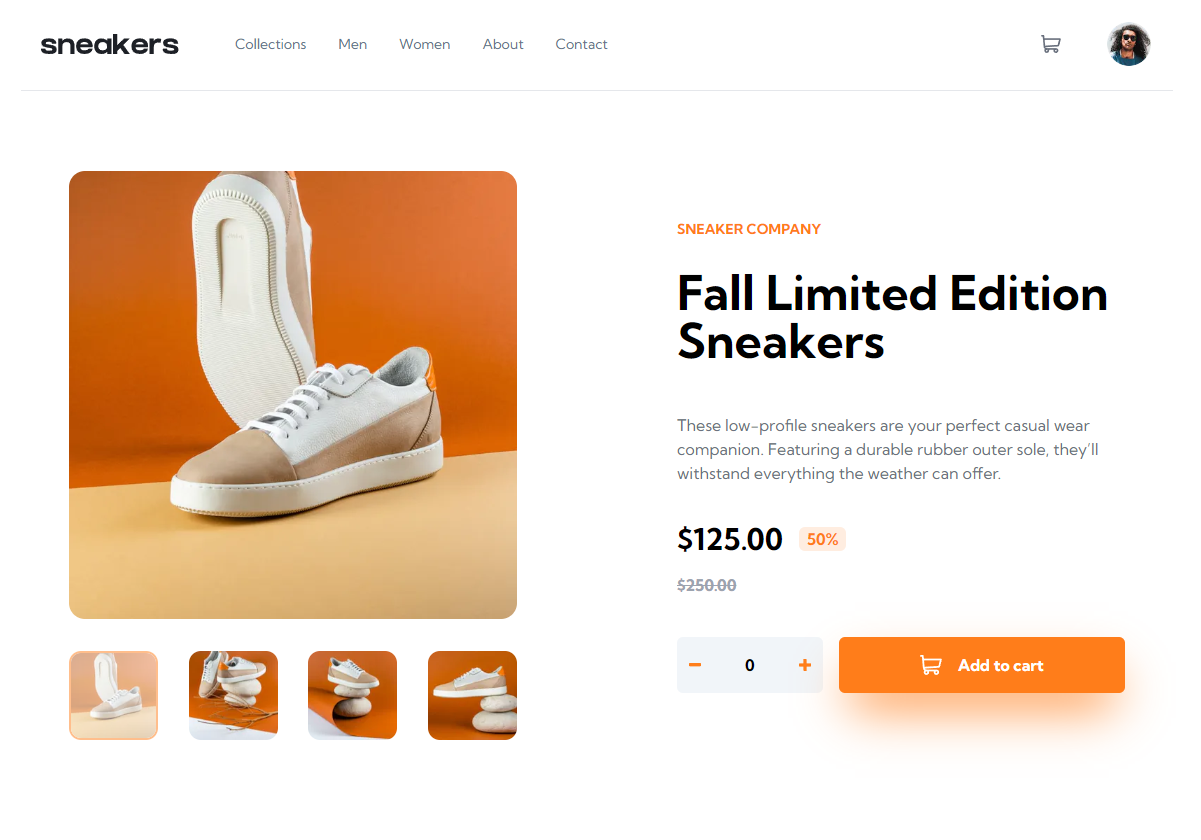 sneakers
Collections
Men
Women
About
Contact
SNEAKER COMPANY
Fall Limited Edition
Sneakers
These low-profile sneakers are your perfect casual wear
companion. Featuring a durable rubber outer sole, they’ll
withstand everything the weather can offer.
$125.00 50%
$250.00
0
Add to cart